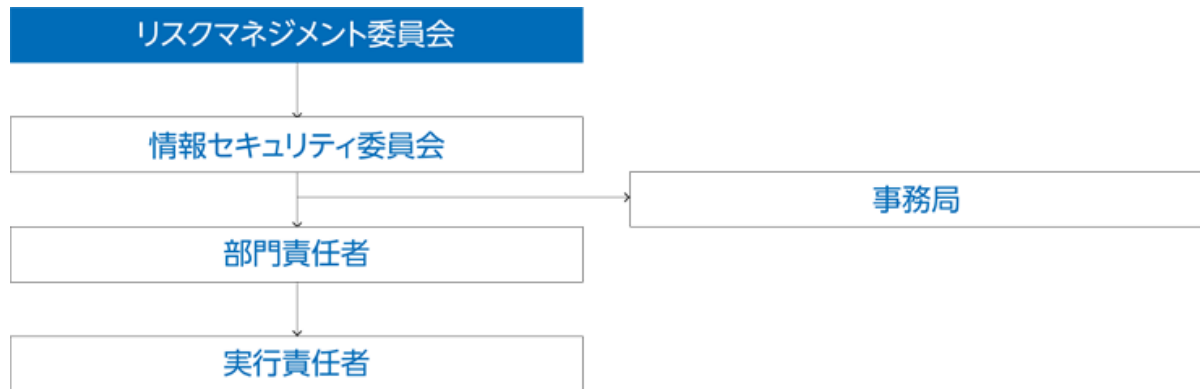 リスクマネジメント委員会
情報セキュリティ委員会
事務局
部門責任者
実行責任者